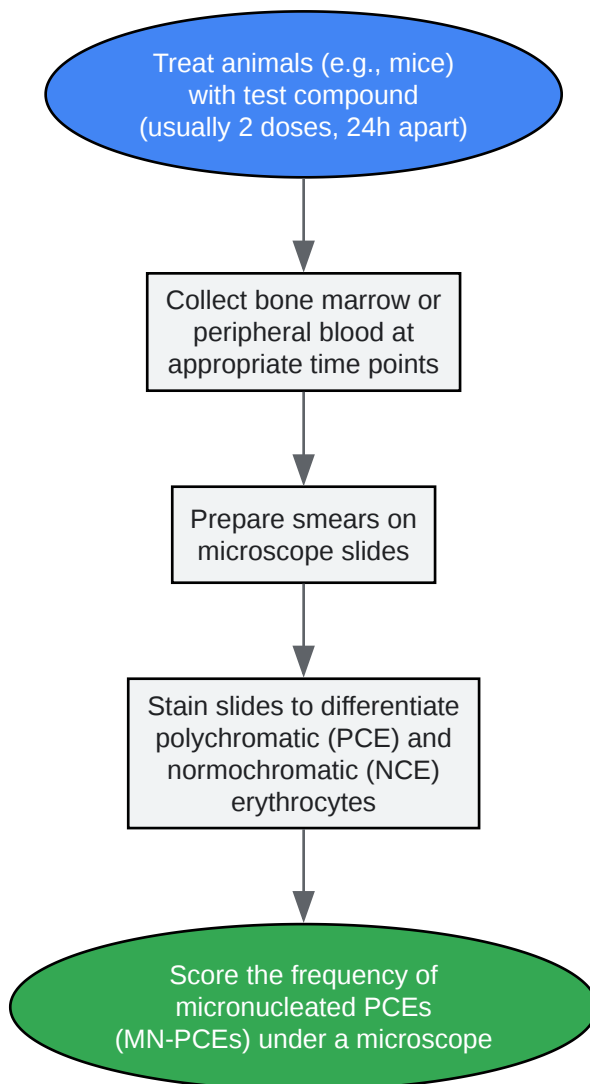 Treat animals (e.g., mice)
with test compound
(usually 2 doses, 24h apart)
Collect bone marrow or
peripheral blood at
appropriate time points
Prepare smears on
microscope slides
Stain slides to differentiate
polychromatic (PCE) and
normochromatic (NCE)
erythrocytes
Score the frequency of
micronucleated PCEs
(MN-PCEs) under a microscope